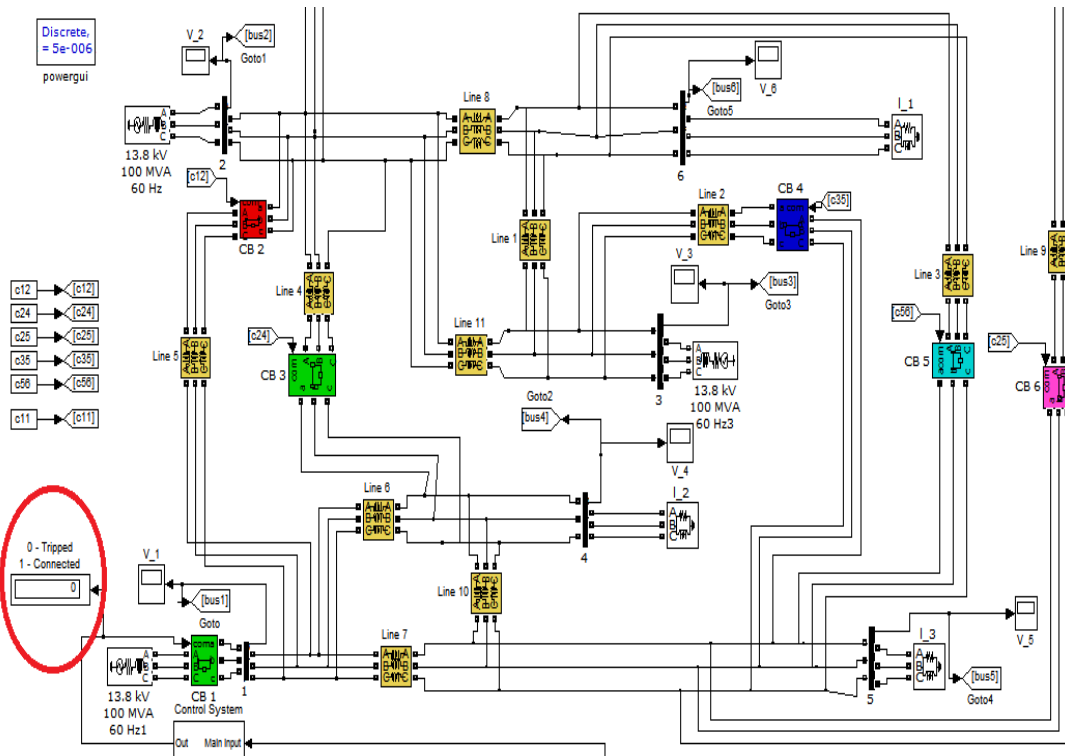 Discrete,
= 5e-006
powergui
V_2
[bus2]
Goto1
A
B
C
13.8 kV
100 MVA
60 Hz
2
Line 8
[bus6]
Goto5
V_6
6
I_1
A
B
C
[c12]
CB 2
Line 1
Line 2
CB 4
[c35]
V_3
[bus3]
Goto3
Line 3
Line 9
Line 4
c12
[c12]
c24
[c24]
c25
[c25]
c35
[c35]
c56
[c56]
c11
[c11]
Line 5
[c24]
CB 3
Line 11
3
A
B
C
13.8 kV
100 MVA
60 Hz3
[c56]
CB 5
[c25]
CB 6
Goto2
[bus4]
V_4
Line 6
4
I_2
A
B
C
0 - Tripped
1 - Connected
0
V_1
[bus1]
Goto
Line 10
com
A
B
C
13.8 kV
100 MVA
60 Hz1
CB 1
1
Line 7
5
I_3
A
B
C
V_5
[bus5]
Goto4
Control System
Out
Main Input